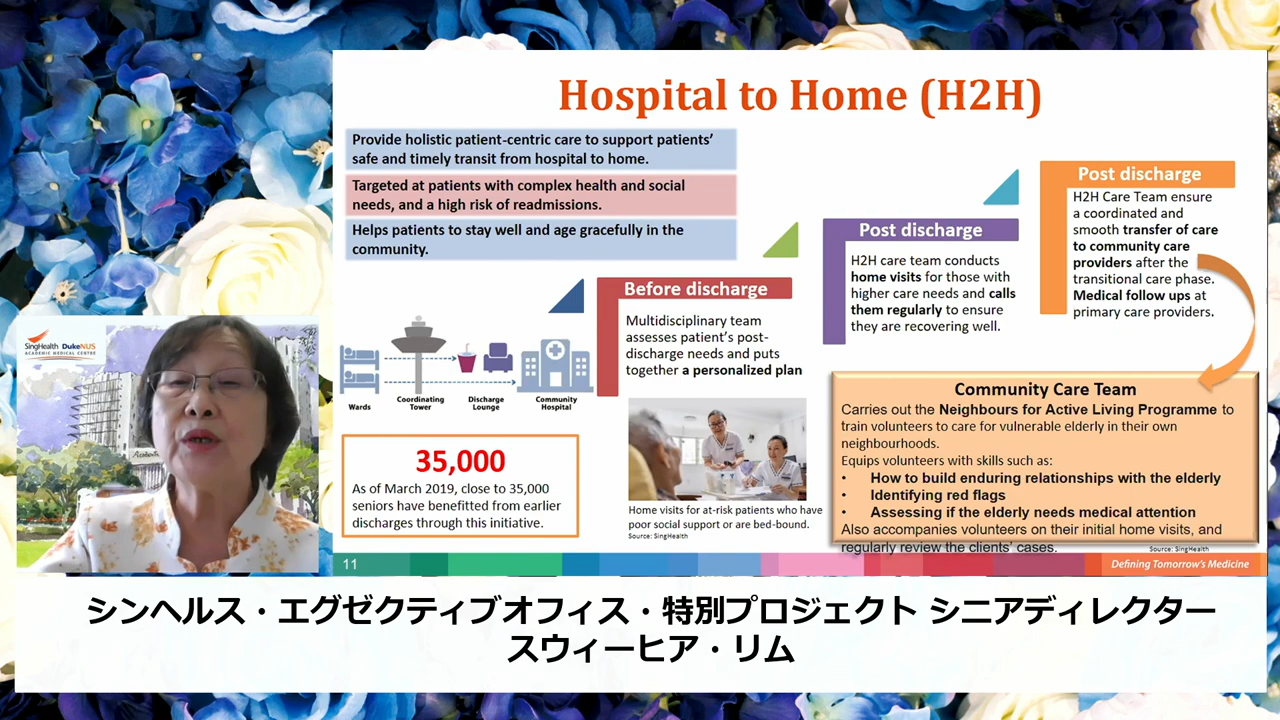 Hospital to Home (H2H)
Provide holistic patient-centric care to support patients'
safe and timely transit from hospital to home.
Targeted at patients with complex health and social
needs, and a high risk of readmissions.
Helps patients to stay well and age gracefully in the
community.
Wards
Coordinating
Tower
Discharge
Lounge
Community
Hospital
35,000
As of March 2019, close to 35,000
seniors have benefitted from earlier
discharges through this initiative.
Before discharge
Multidisciplinary team
assesses patient's post-
discharge needs and puts
together a personalized plan
Home visits for at-risk patients who have
poor social support or are bed-bound.
Source: SingHealth
Post discharge
H2H care team conducts
home visits for those with
higher care needs and calls
them regularly to ensure
they are recovering well.
Post discharge
H2H Care Team ensure
a coordinated and
smooth transfer of care
to community care
providers after the
transitional care phase.
Medical follow ups at
primary care providers.
Community Care Team
Carries out the Neighbours for Active Living Programme to
train volunteers to care for vulnerable elderly in their own
neighbourhoods.
Equips volunteers with skills such as:
• How to build enduring relationships with the elderly
• Identifying red flags
• Assessing if the elderly needs medical attention
Also accompanies volunteers on their initial home visits, and
regularly review the clients' cases.
Source: SingHealth
11
Defining Tomorrow's Medicine
SingHealth DukeNUS
ACADEMIC MEDICAL CENTRE
シンヘルス・エグゼクティブオフィス・特別プロジェクト シニアディレクター
スウィーヒア・リム